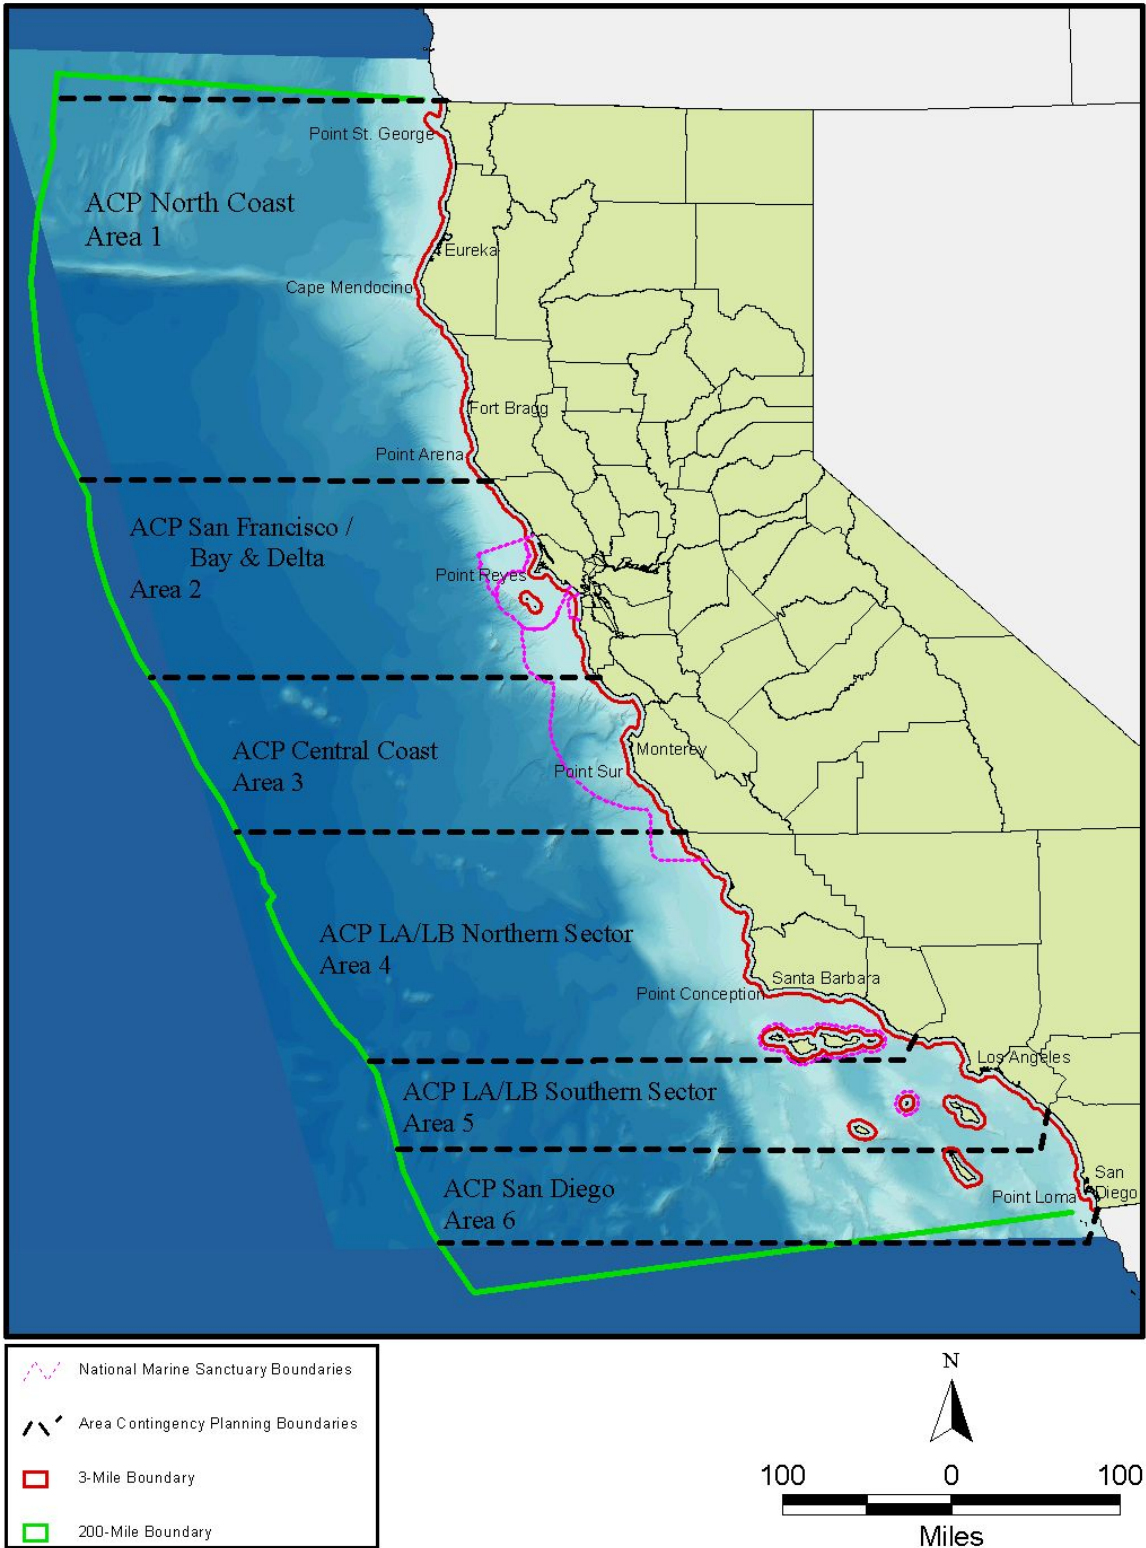 Point St. George
ACP North Coast
Area 1
Eureka
Cape Mendocino
Fort Bragg
Point Arena
ACP San Francisco /
Bay & Delta
Area 2
Point Reyes
ACP Central Coast
Area 3
Monterey
Point Sur
ACP LA/LB Northern Sector
Area 4
Santa Barbara
Point Conception
Los Angeles
ACP LA/LB Southern Sector
Area 5
ACP San Diego
Area 6
Point Loma
San
Diego
National Marine Sanctuary Boundaries
Area Contingency Planning Boundaries
3-Mile Boundary
200-Mile Boundary
N
100 0 100
Miles